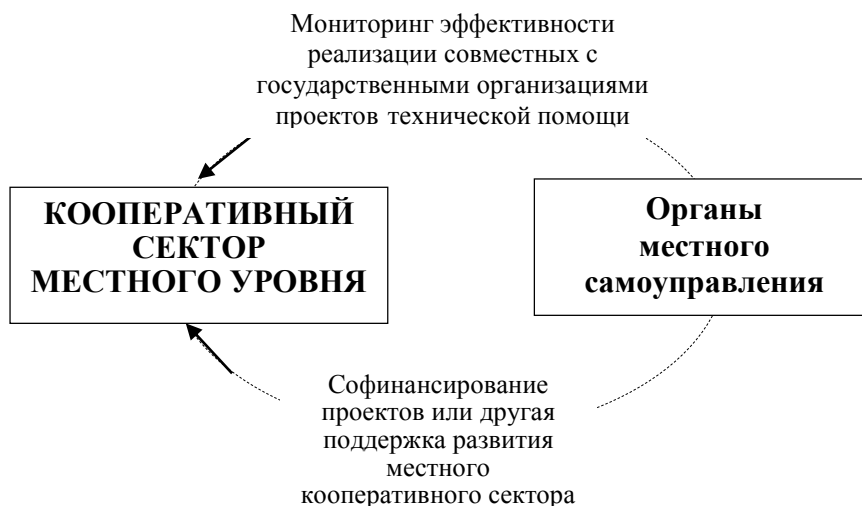 Мониторинг эффективности
реализации совместных с
государственными организациями
проектов технической помощи
КООПЕРАТИВНЫЙ
СЕКТОР
МЕСТНОГО УРОВНЯ
Органы
местного
самоуправления
Софинансирование
проектов или другая
поддержка развития
местного
кооперативного сектора